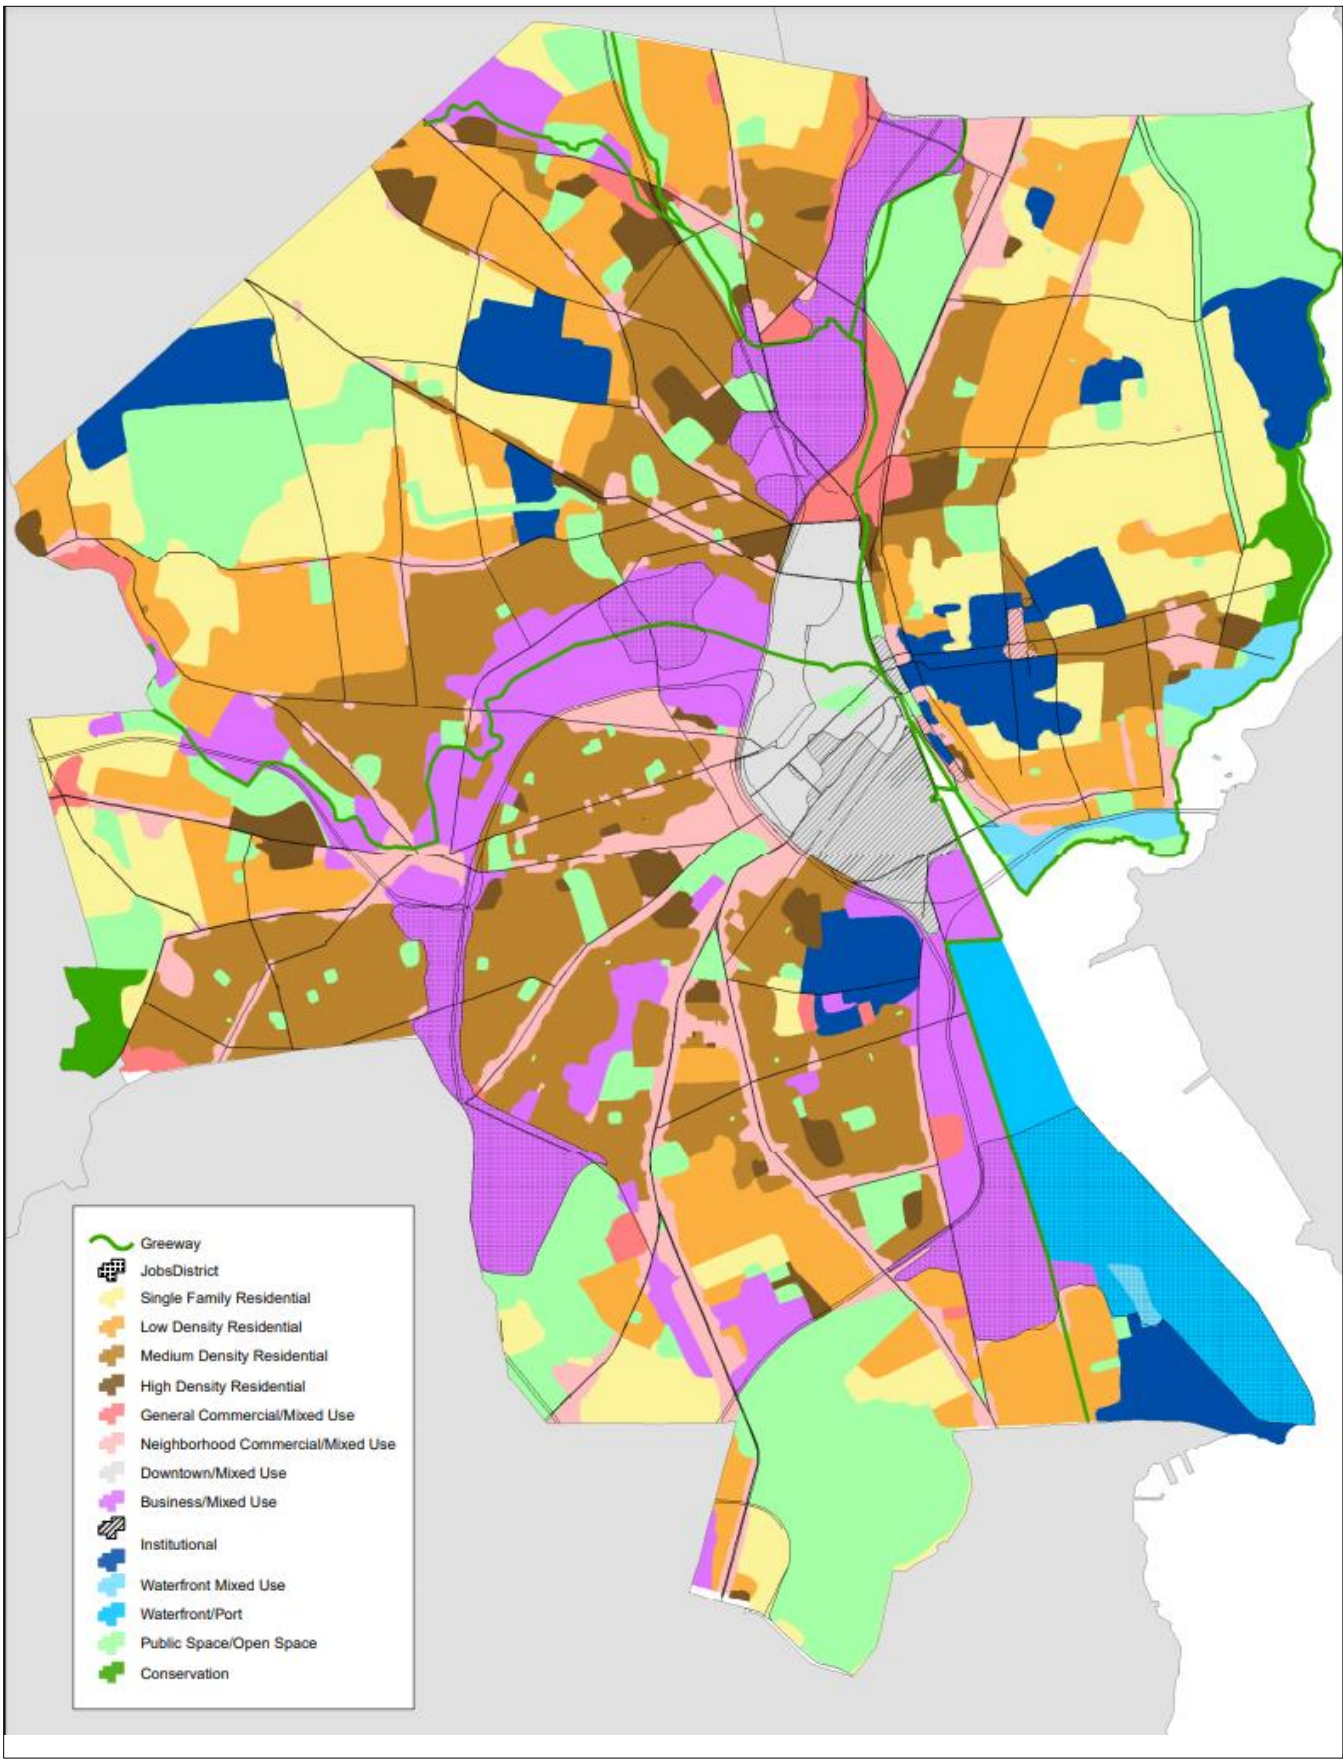 Greeway
JobsDistrict
Single Family Residential
Low Density Residential
Medium Density Residential
High Density Residential
General Commercial/Mixed Use
Neighborhood Commercial/Mixed Use
Downtown/Mixed Use
Business/Mixed Use
Institutional
Waterfront Mixed Use
Waterfront/Port
Public Space/Open Space
Conservation